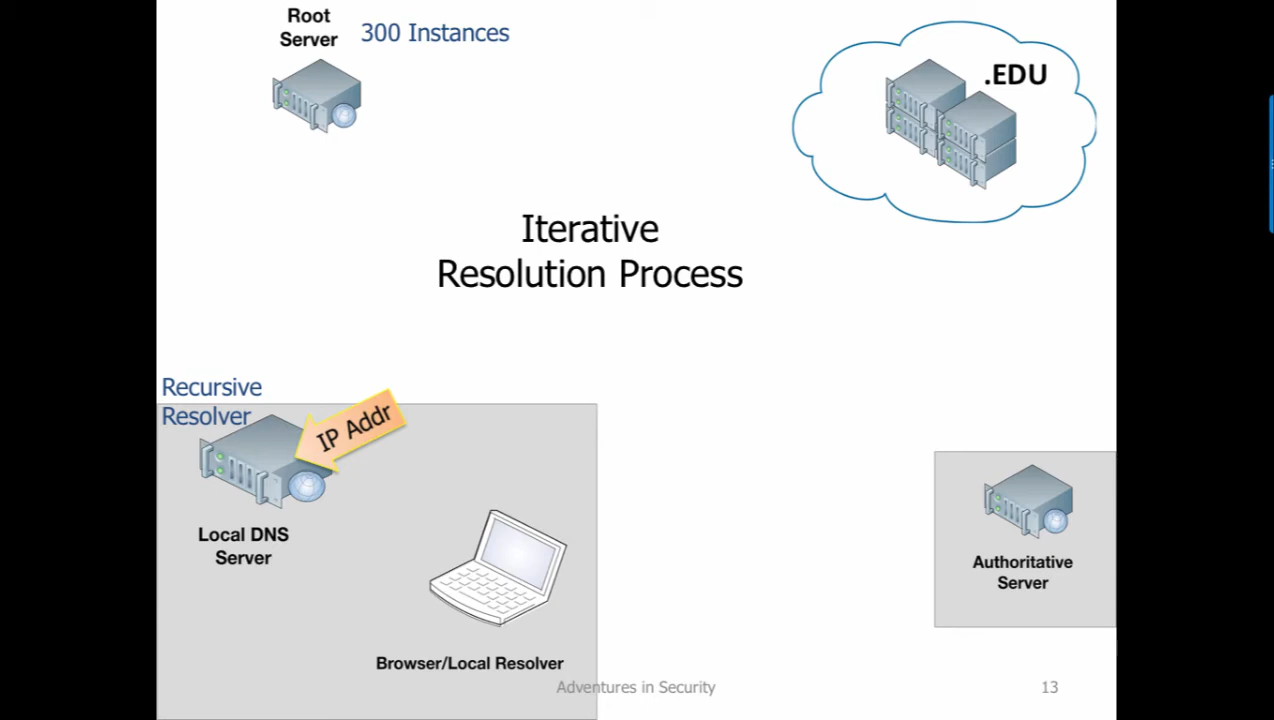 Root
Server
300 Instances
.EDU
Iterative
Resolution Process
Recursive
Resolver
IP Addr
Local DNS
Server
Browser/Local Resolver
Authoritative
Server
Adventures in Security
13